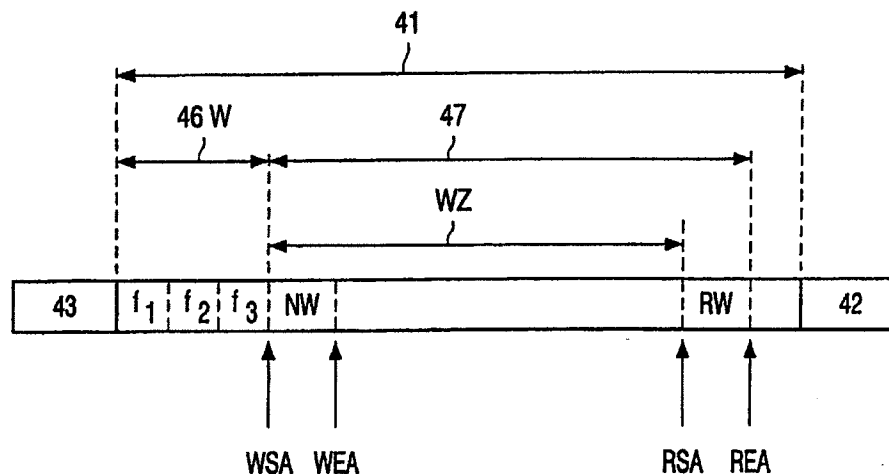 41
46 W 47
WZ
43 f1 f2 f3 NW RW 42
WSA WEA RSA REA